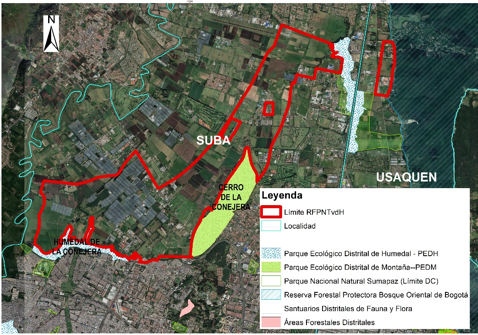 N
SUBA
USAQUEN
CERRO
DE LA
CONEJERA
HUMEDAL DE
LA CONEJERA
Leyenda
Límite RFPNTvdH
Localidad
Parque Ecológico Distrital de Humedal - PEDH
Parque Ecológico Distrital de Montaña--PEDM
Parque Nacional Natural Sumapaz (Límite DC)
Reserva Forestal Protectora Bosque Oriental de Bogotá
Santuarios Distritales de Fauna y Flora
Áreas Forestales Distritales